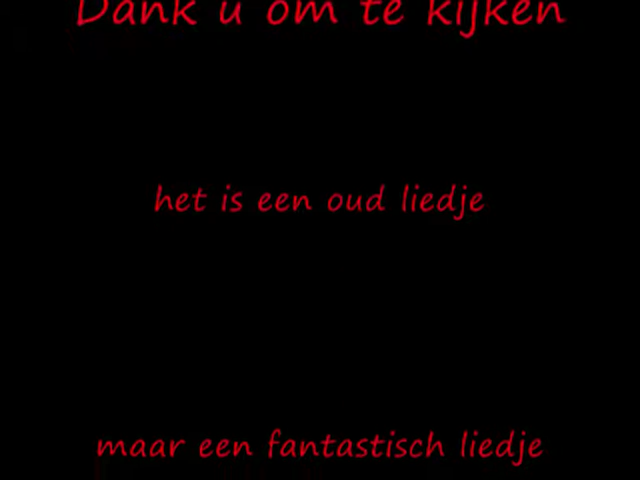 Dank u om te kijken
het is een oud liedje
maar een fantastisch liedje